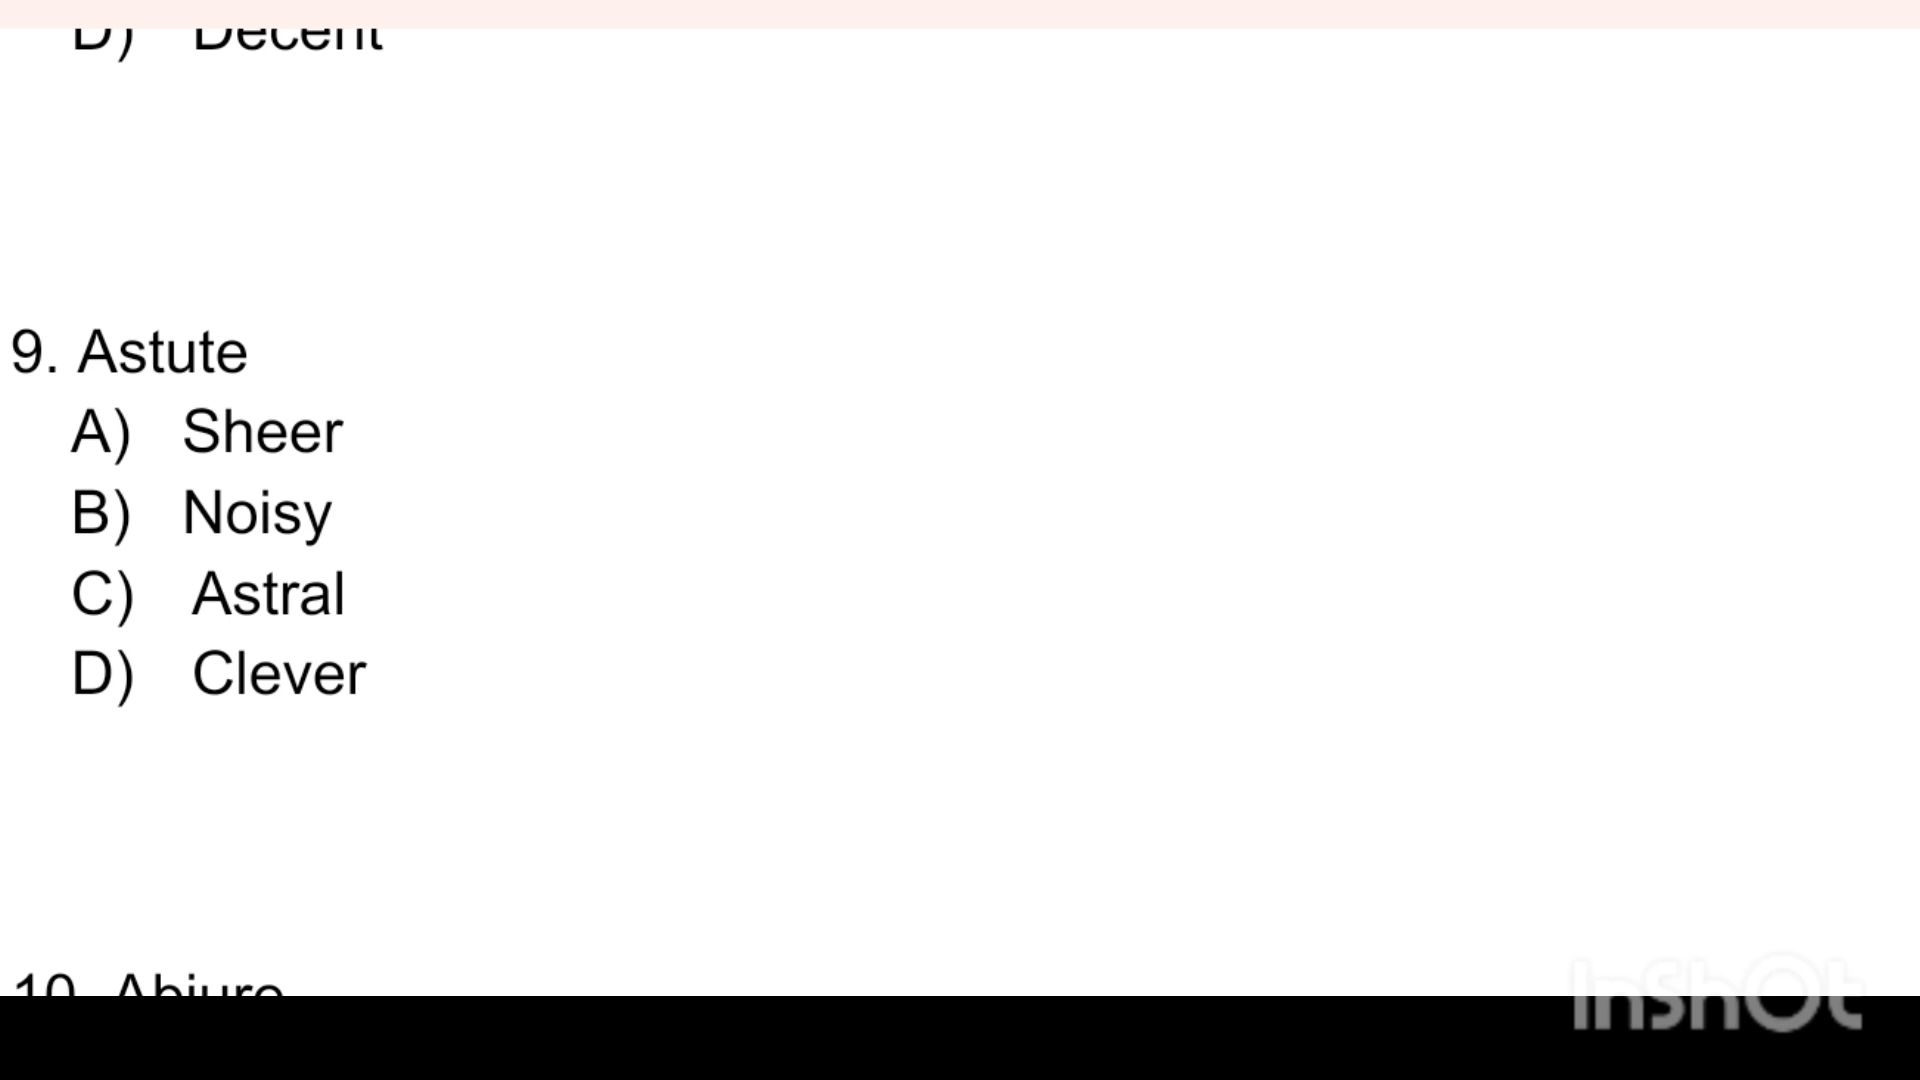 D) Decent
9. Astute
A) Sheer
B) Noisy
C) Astral
D) Clever
10. Abjure
InShOt